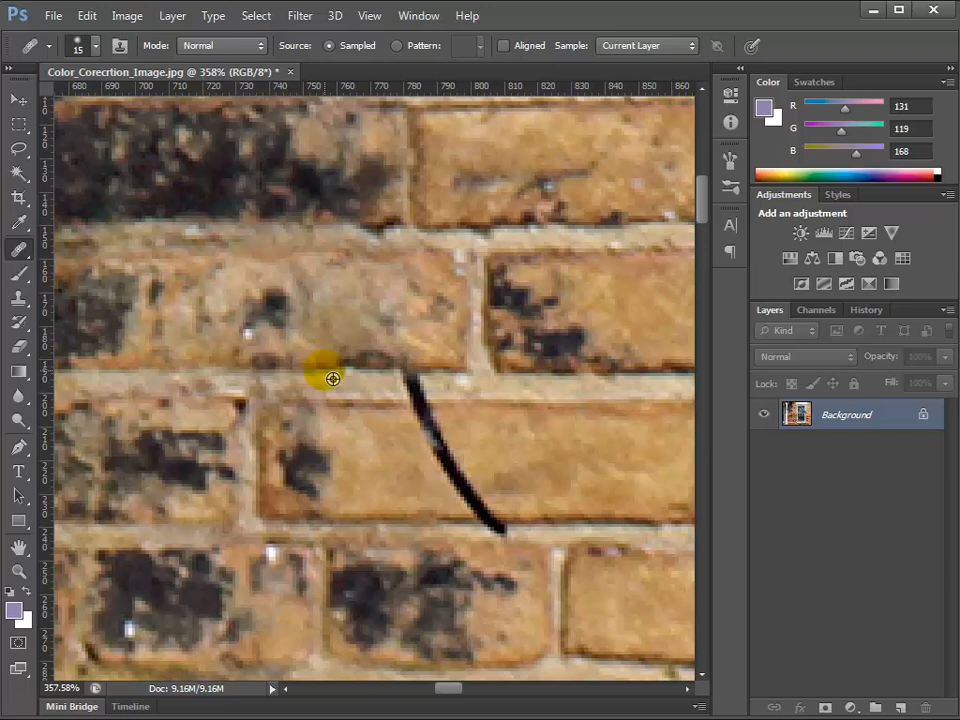 Ps File Edit Image Layer Type Select Filter 3D View Window Help
15 Mode: Normal Source: Sampled Pattern: Aligned Sample: Current Layer
Color_Corecrtion_Image.jpg @ 358% (RGB/8*) * ×
680 690 700 710 720 730 740 750 760 770 780 790 800 810 820 830 840 850 860
Color Swatches
R 131
G 119
B 168
Adjustments Styles
Add an adjustment
Layers Channels History
Kind
Normal Opacity: 100%
Lock: Fill: 100%
Background
357.58% Doc: 9.16M/9.16M
Mini Bridge Timeline